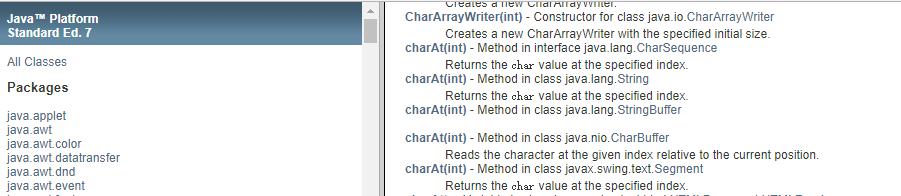 Java™ Platform
Standard Ed. 7
All Classes
Packages
java.applet
java.awt
java.awt.color
java.awt.datatransfer
java.awt.dnd
java.awt.event
Creates a new CharArrayWriter.
CharArrayWriter(int) - Constructor for class java.io.CharArrayWriter
Creates a new CharArrayWriter with the specified initial size.
charAt(int) - Method in interface java.lang.CharSequence
Returns the char value at the specified index.
charAt(int) - Method in class java.lang.String
Returns the char value at the specified index.
charAt(int) - Method in class java.lang.StringBuffer
charAt(int) - Method in class java.nio.CharBuffer
Reads the character at the given index relative to the current position.
charAt(int) - Method in class javax.swing.text.Segment
Returns the char value at the specified index.